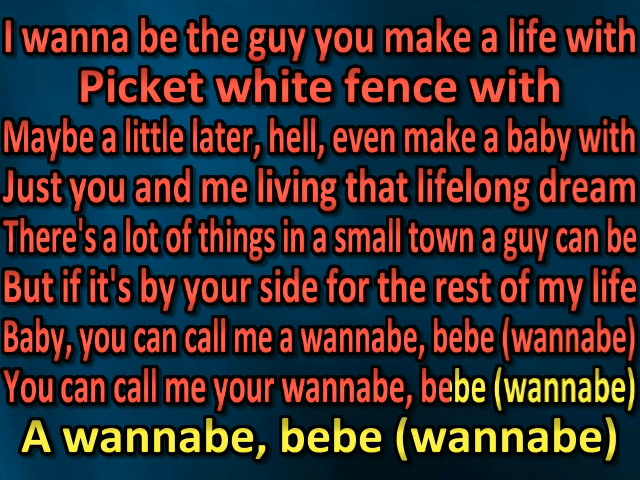 I wanna be the guy you make a life with
Picket white fence with
Maybe a little later, hell, even make a baby with
Just you and me living that lifelong dream
There's a lot of things in a small town a guy can be
But if it's by your side for the rest of my life
Baby, you can call me a wannabe, bebe (wannabe)
You can call me your wannabe, bebe (wannabe)
A wannabe, bebe (wannabe)